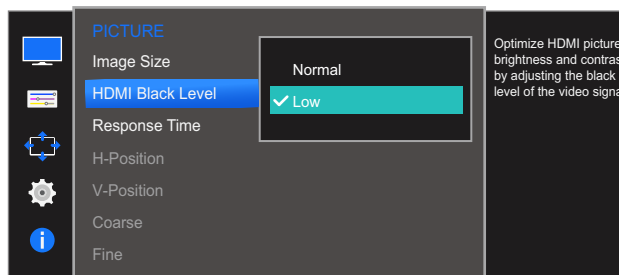 PICTURE
Image Size
HDMI Black Level
Response Time
H-Position
V-Position
Coarse
Fine
Normal
Low
Optimize HDMI picture
brightness and contras
by adjusting the black
level of the video signa